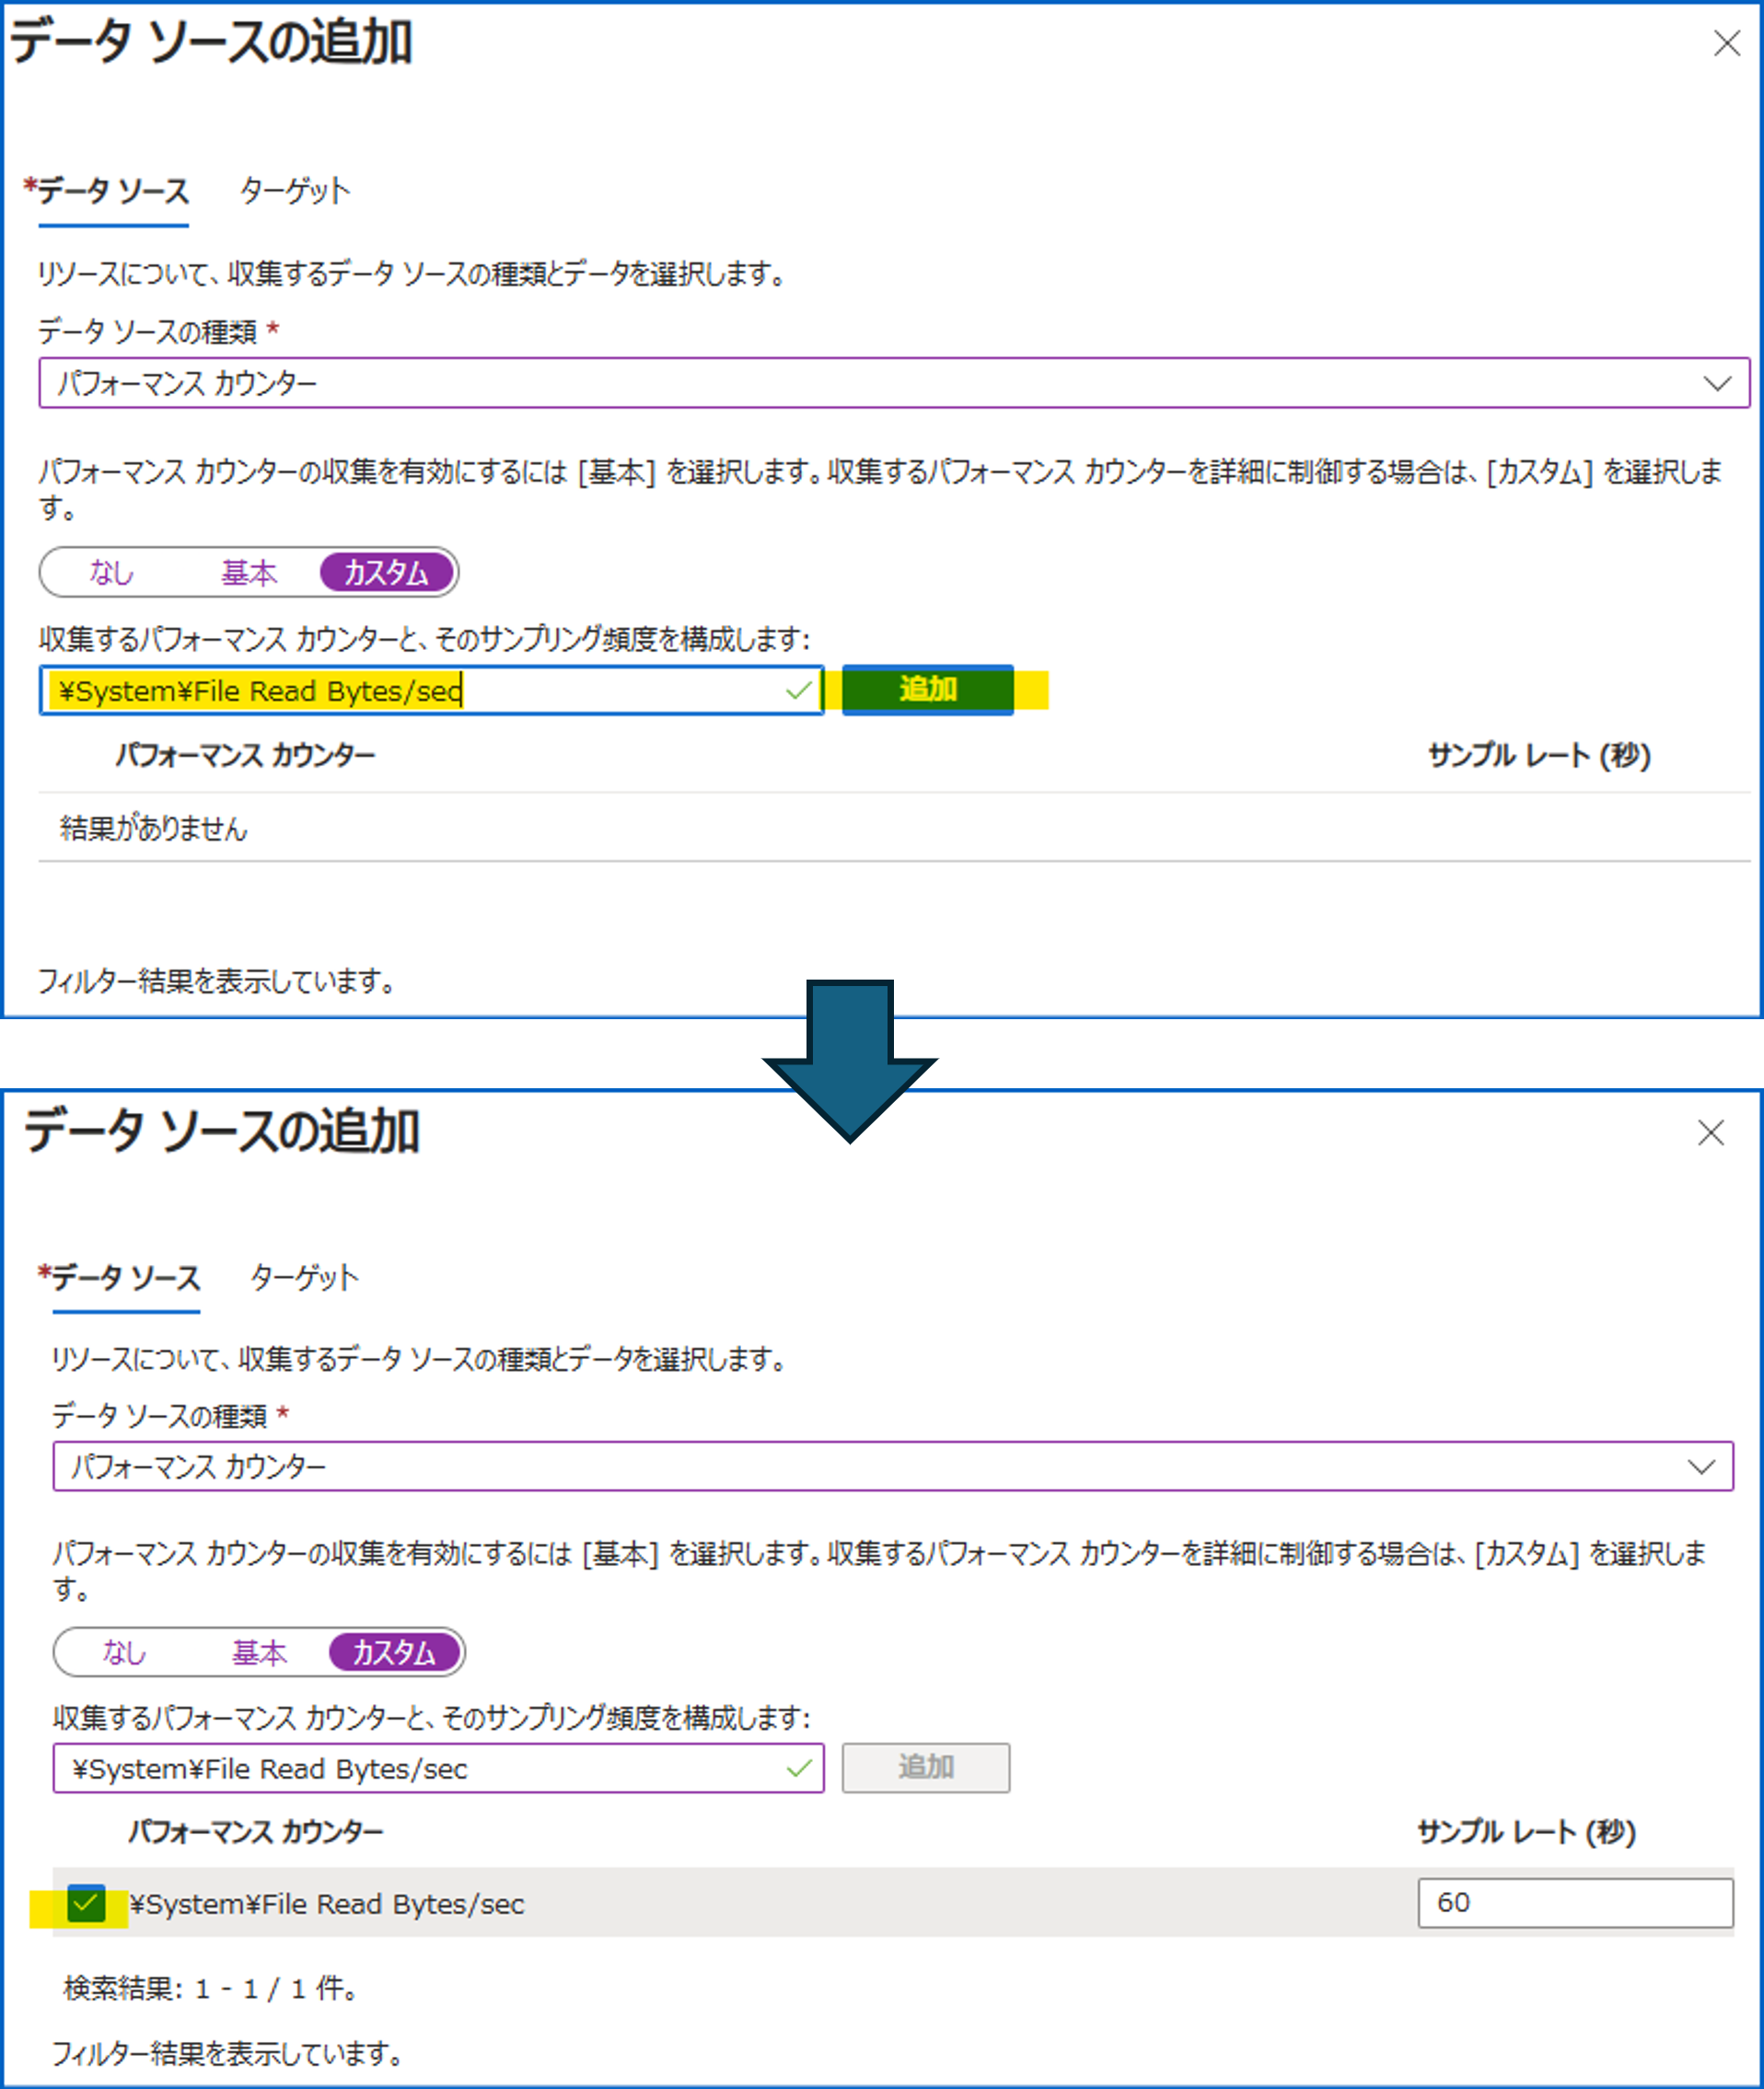 データ ソースの追加
*データ ソース ターゲット
リソースについて、収集するデータ ソースの種類とデータを選択します。
データ ソースの種類 *
パフォーマンス カウンター
パフォーマンス カウンターの収集を有効にするには [基本] を選択します。収集するパフォーマンス カウンターを詳細に制御する場合は、[カスタム] を選択しま
す。
なし 基本 カスタム
収集するパフォーマンス カウンターと、そのサンプリング頻度を構成します:
¥System¥File Read Bytes/sec 追加
パフォーマンス カウンター サンプル レート (秒)
結果がありません
フィルター結果を表示しています。
データ ソースの追加
*データ ソース ターゲット
リソースについて、収集するデータ ソースの種類とデータを選択します。
データ ソースの種類 *
パフォーマンス カウンター
パフォーマンス カウンターの収集を有効にするには [基本] を選択します。収集するパフォーマンス カウンターを詳細に制御する場合は、[カスタム] を選択しま
す。
なし 基本 カスタム
収集するパフォーマンス カウンターと、そのサンプリング頻度を構成します:
¥System¥File Read Bytes/sec 追加
パフォーマンス カウンター サンプル レート (秒)
¥System¥File Read Bytes/sec 60
検索結果: 1 - 1 / 1 件。
フィルター結果を表示しています。